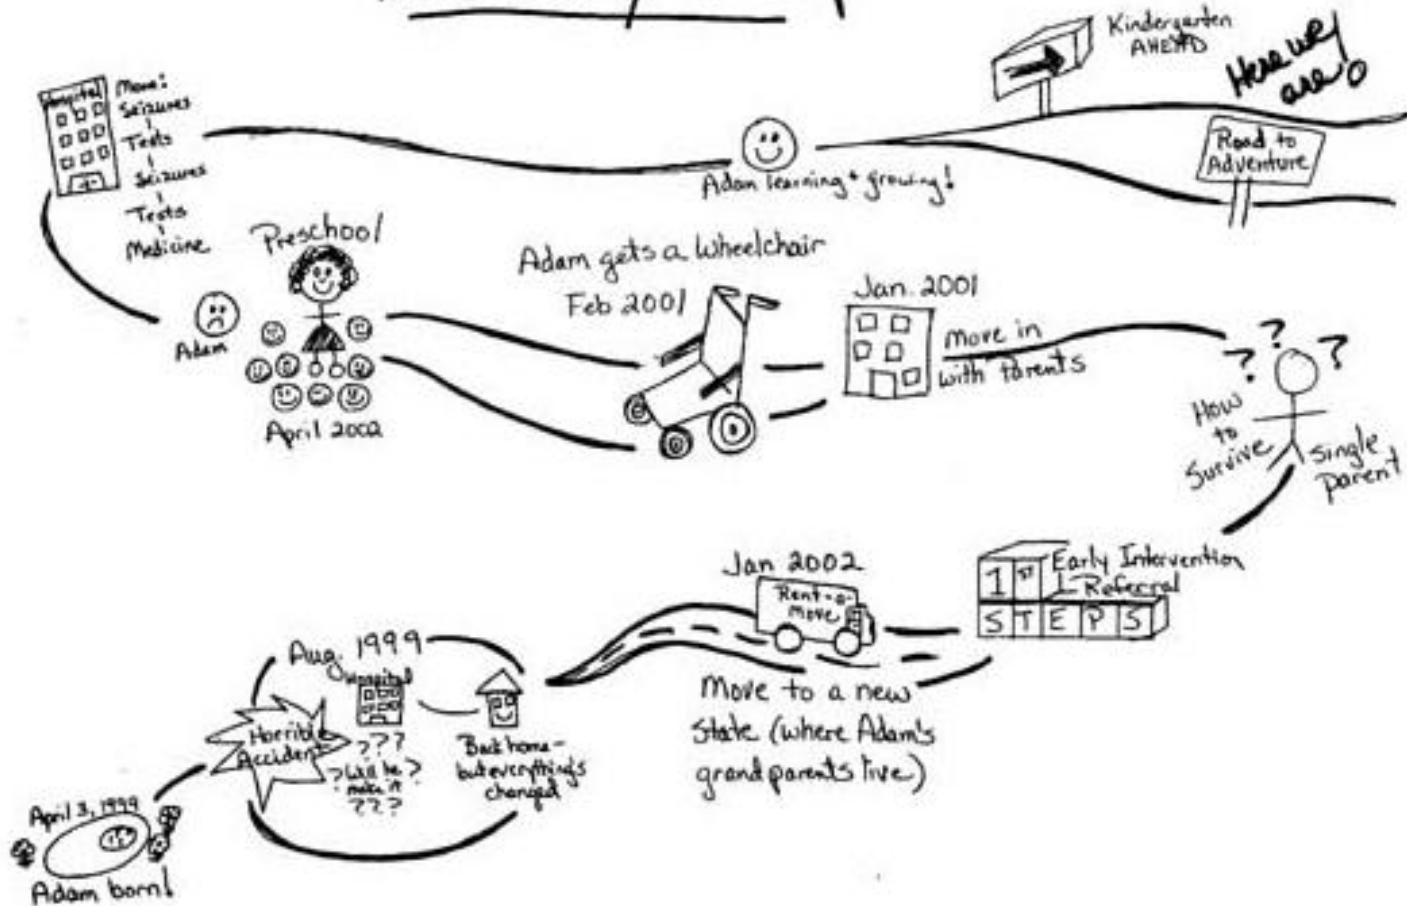 Kindergarten
AHEAD
Here we
are!
Road to
Adventure
Hospital
More!
Seizures
Tests
Seizures
Tests
Medicine
Adam learning + growing!
Preschool
Adam
April 2002
Adam gets a Wheelchair
Feb 2001
Jan. 2001
Move in
with Parents
? ? ?
How
to
Survive
Single
Parent
Jan 2002
Rent-a-
Move
Early Intervention
Referral
1st
STEPS
Move to a new
State (where Adam's
grandparents live)
Aug. 1999
Hospital
Horrible
Accident
???
? Will he ?
make it
???
Back home-
but everything's
changed
April 3, 1999
Adam born!